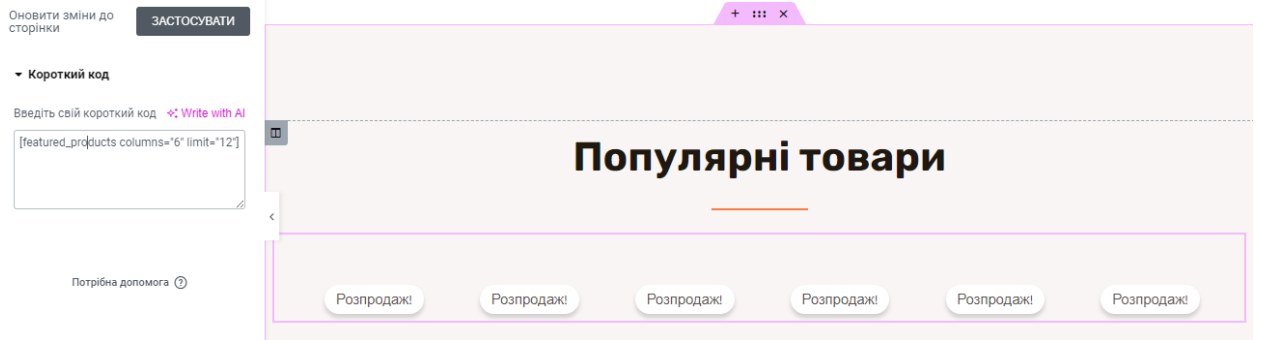 Оновити зміни до
сторінки
ЗАСТОСУВАТИ
Короткий код
Введіть свій короткий код Write with AI
[featured_products columns="6" limit="12"]
Потрібна допомога
Популярні товари
Розпродаж! Розпродаж! Розпродаж! Розпродаж! Розпродаж! Розпродаж!